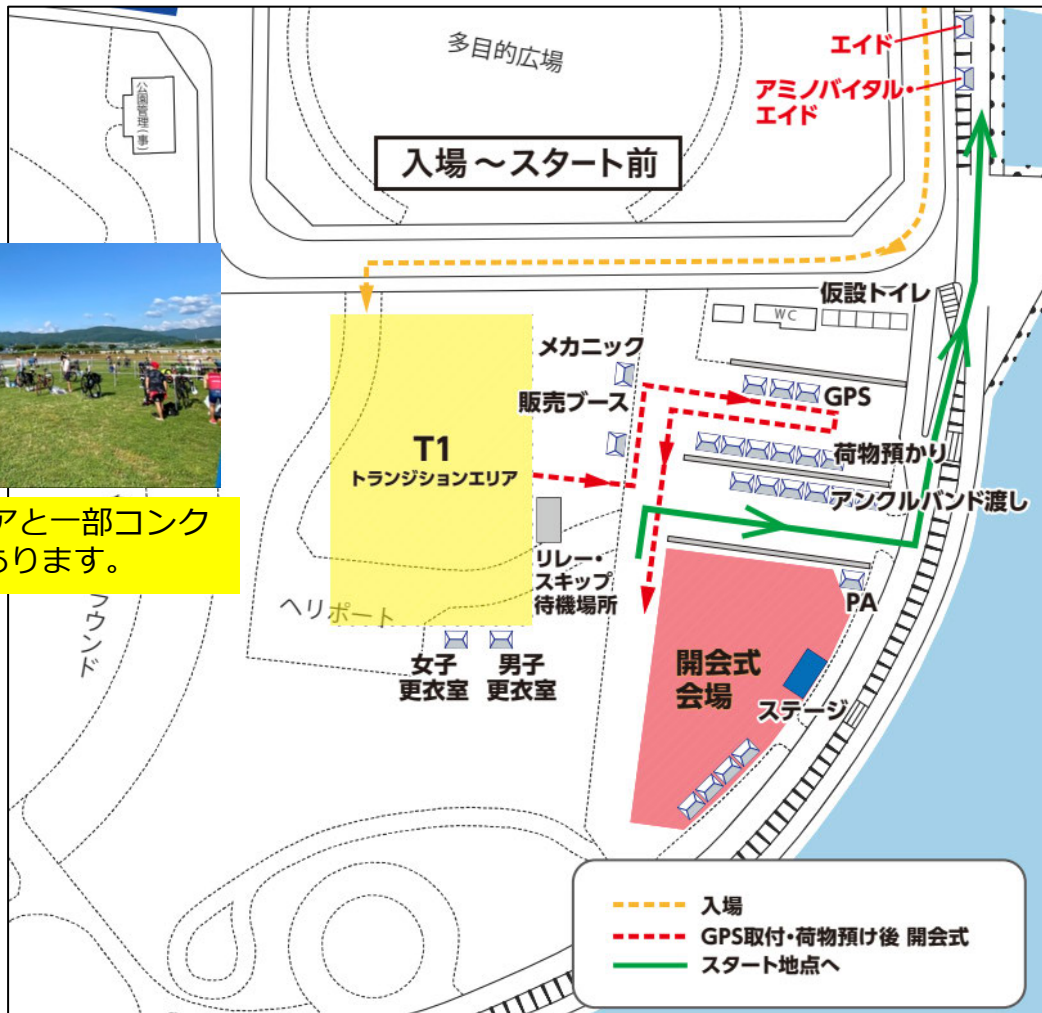 多目的広場
エイド
アミノバイタル・
エイド
公園管理(事)
入場～スタート前
仮設トイレ
WC
メカニック
GPS
販売ブース
荷物預かり
T1
トランジションエリア
アンクルバンド渡し
アと一部コンク
あります。
リレー・
スキップ
待機場所
PA
ヘリポート
ラウンド
女子
更衣室
男子
更衣室
開会式
会場
ステージ
入場
GPS取付・荷物預け後 開会式
スタート地点へ